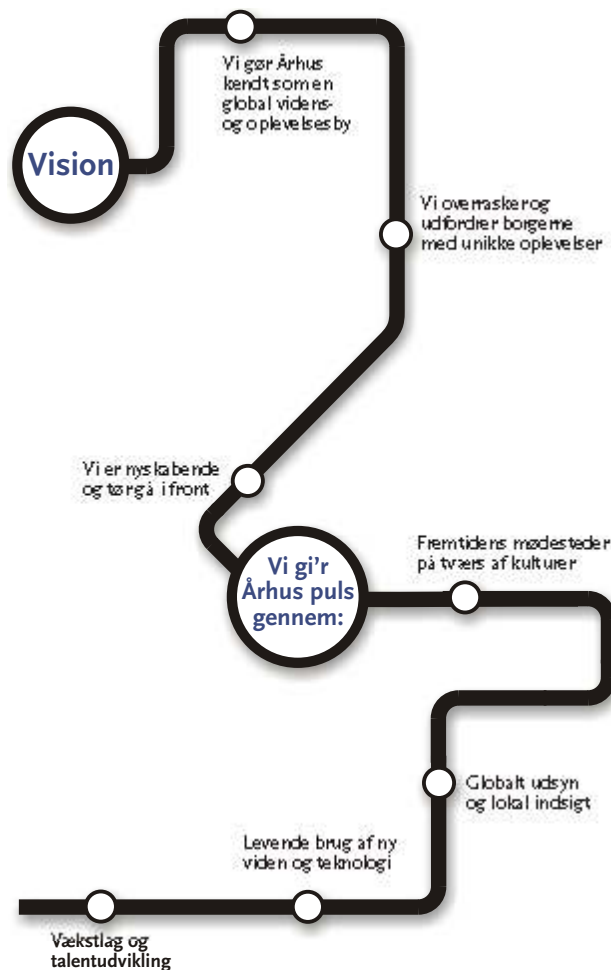 Vision
Vi gør Århus
kendt som en
global videns-
og oplevelsesby
Vi overrasker og
udfordrer borgerne
med unikke oplevelser
Vi er nyskabende
og tør gå i front
Vi gi’r
Århus puls
gennem:
Fremtidens mødesteder
på tværs af kulturer
Globalt udsyn
og lokal indsigt
Levende brug af ny
viden og teknologi
Vækstlag og
talentudvikling